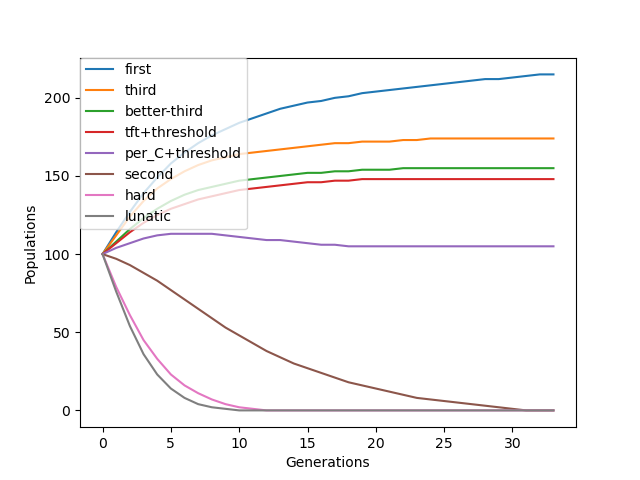 first
third
better-third
tft+threshold
per_C+threshold
second
hard
lunatic
200
150
100
50
0
Populations
0 5 10 15 20 25 30
Generations